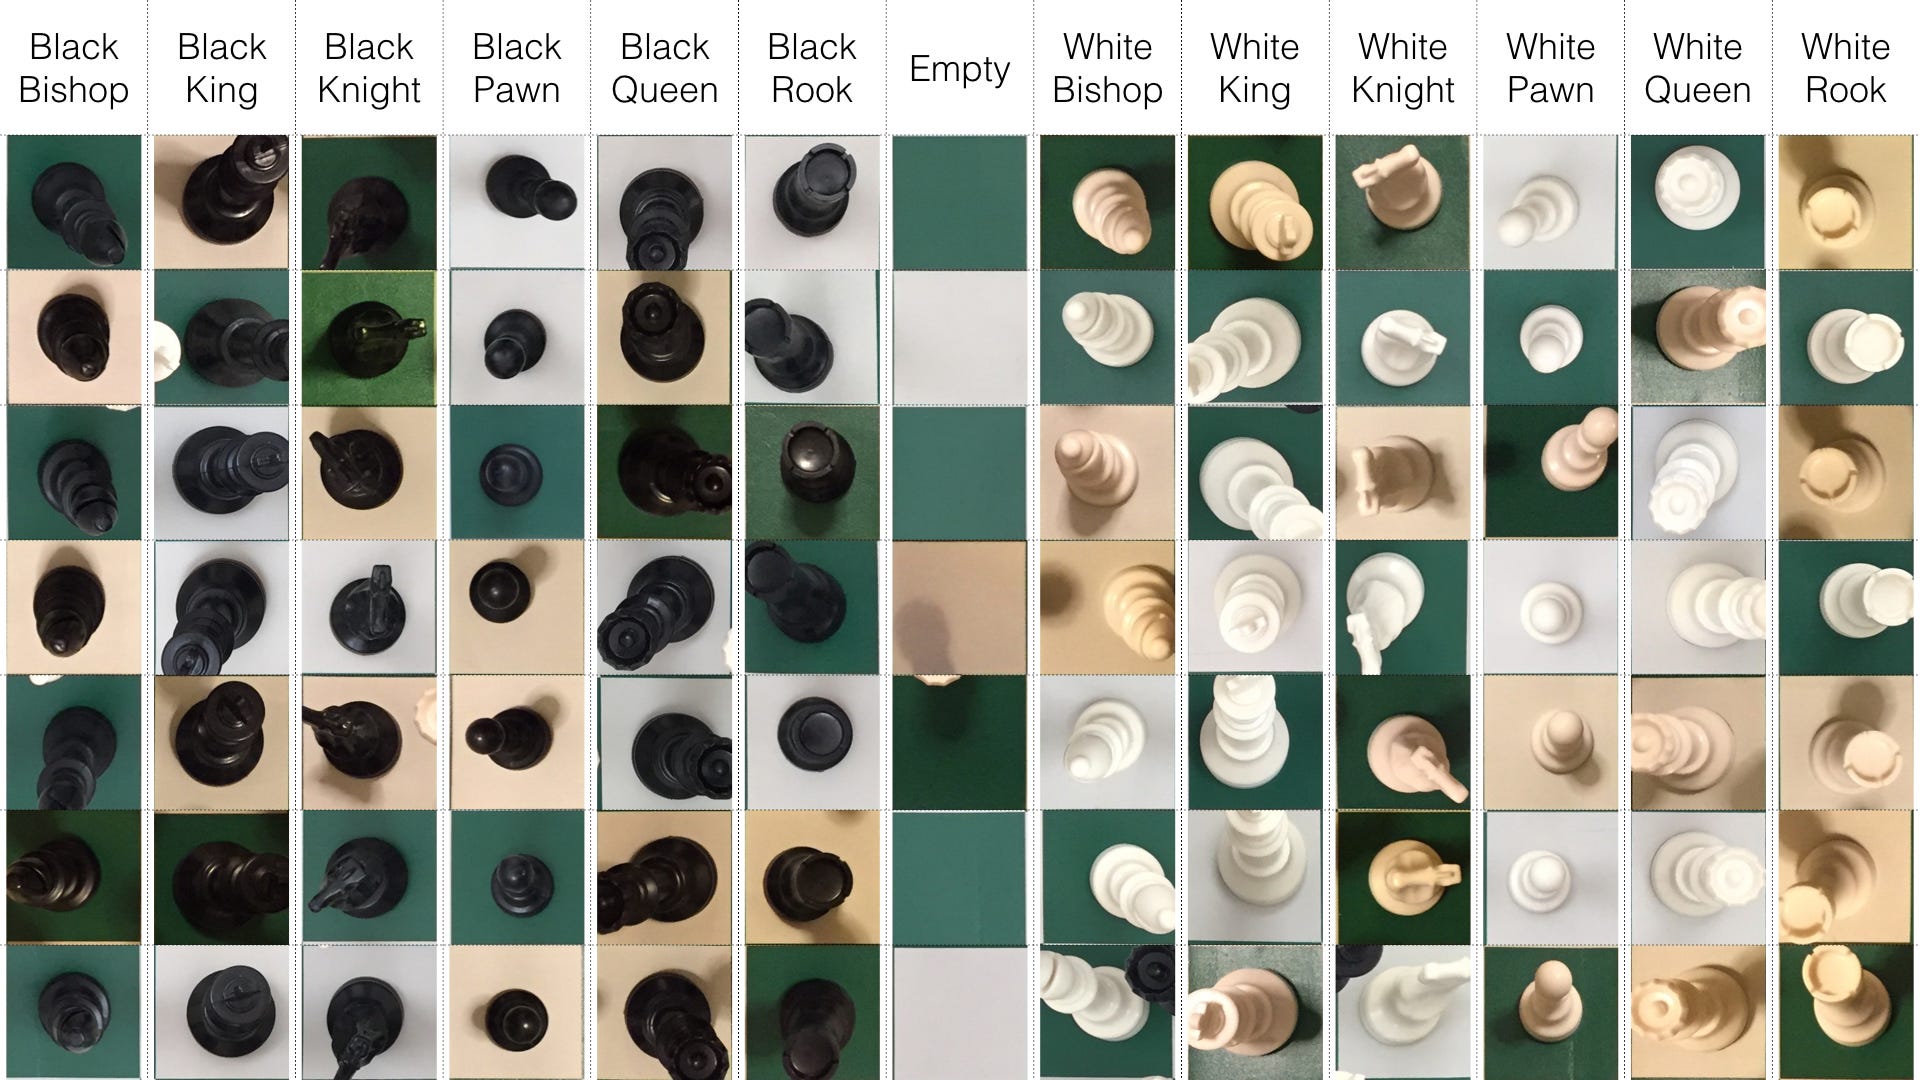 Black
Bishop
Black
King
Black
Knight
Black
Pawn
Black
Queen
Black
Rook
Empty
White
Bishop
White
King
White
Knight
White
Pawn
White
Queen
White
Rook